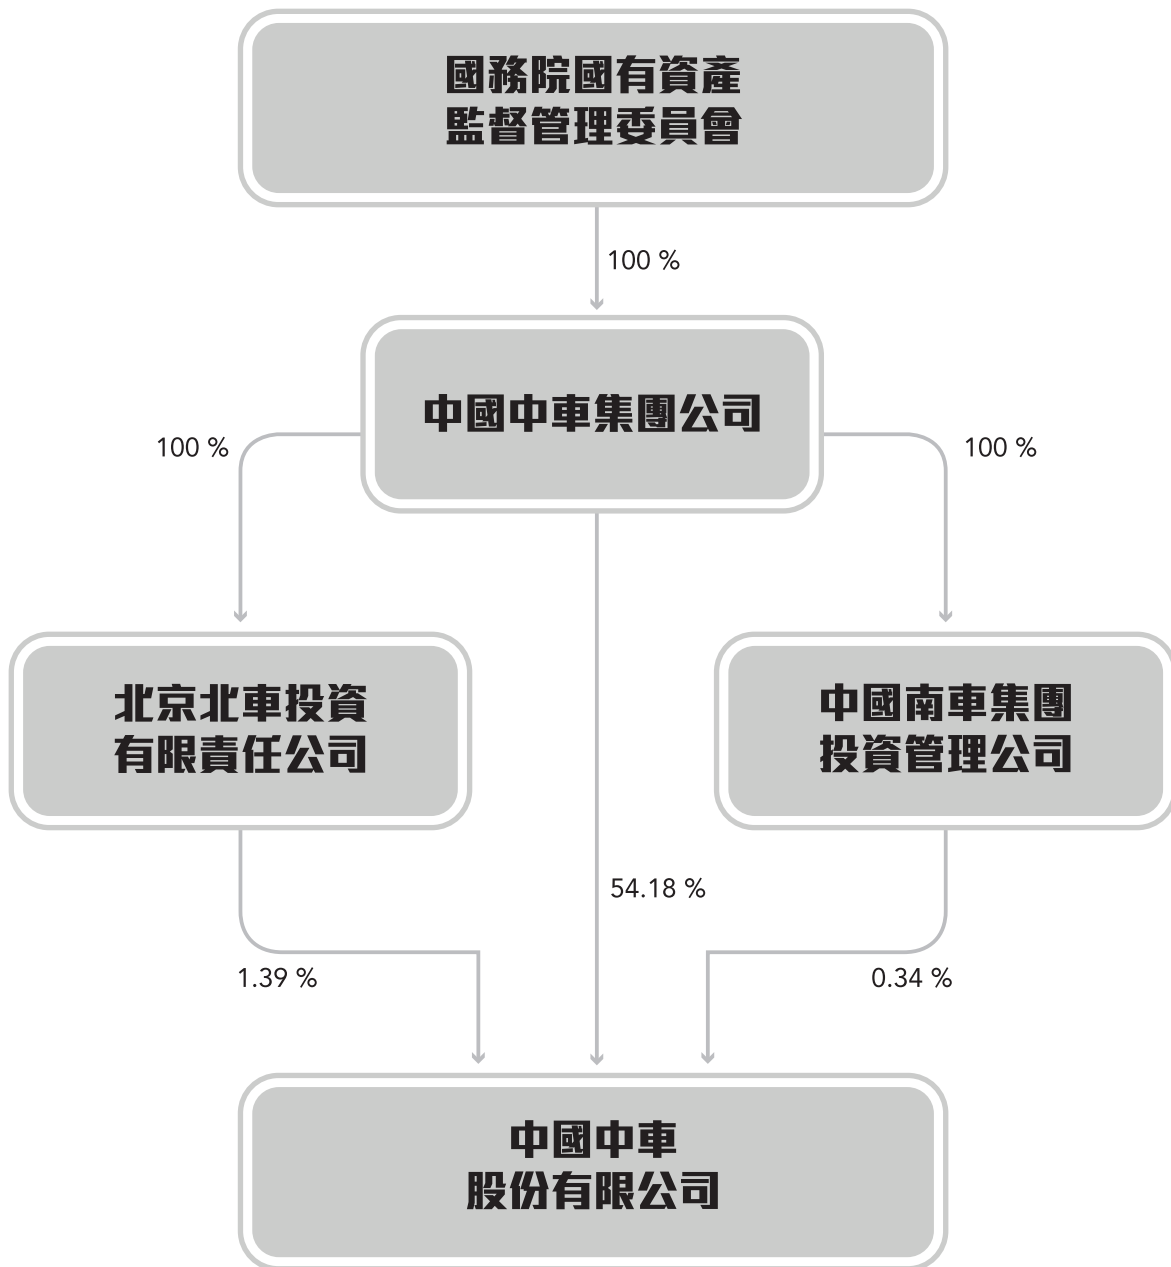 國務院國有資產
監督管理委員會
100 %
中國中車集團公司
100 %
100 %
北京北車投資
有限責任公司
中國南車集團
投資管理公司
54.18 %
1.39 %
0.34 %
中國中車
股份有限公司